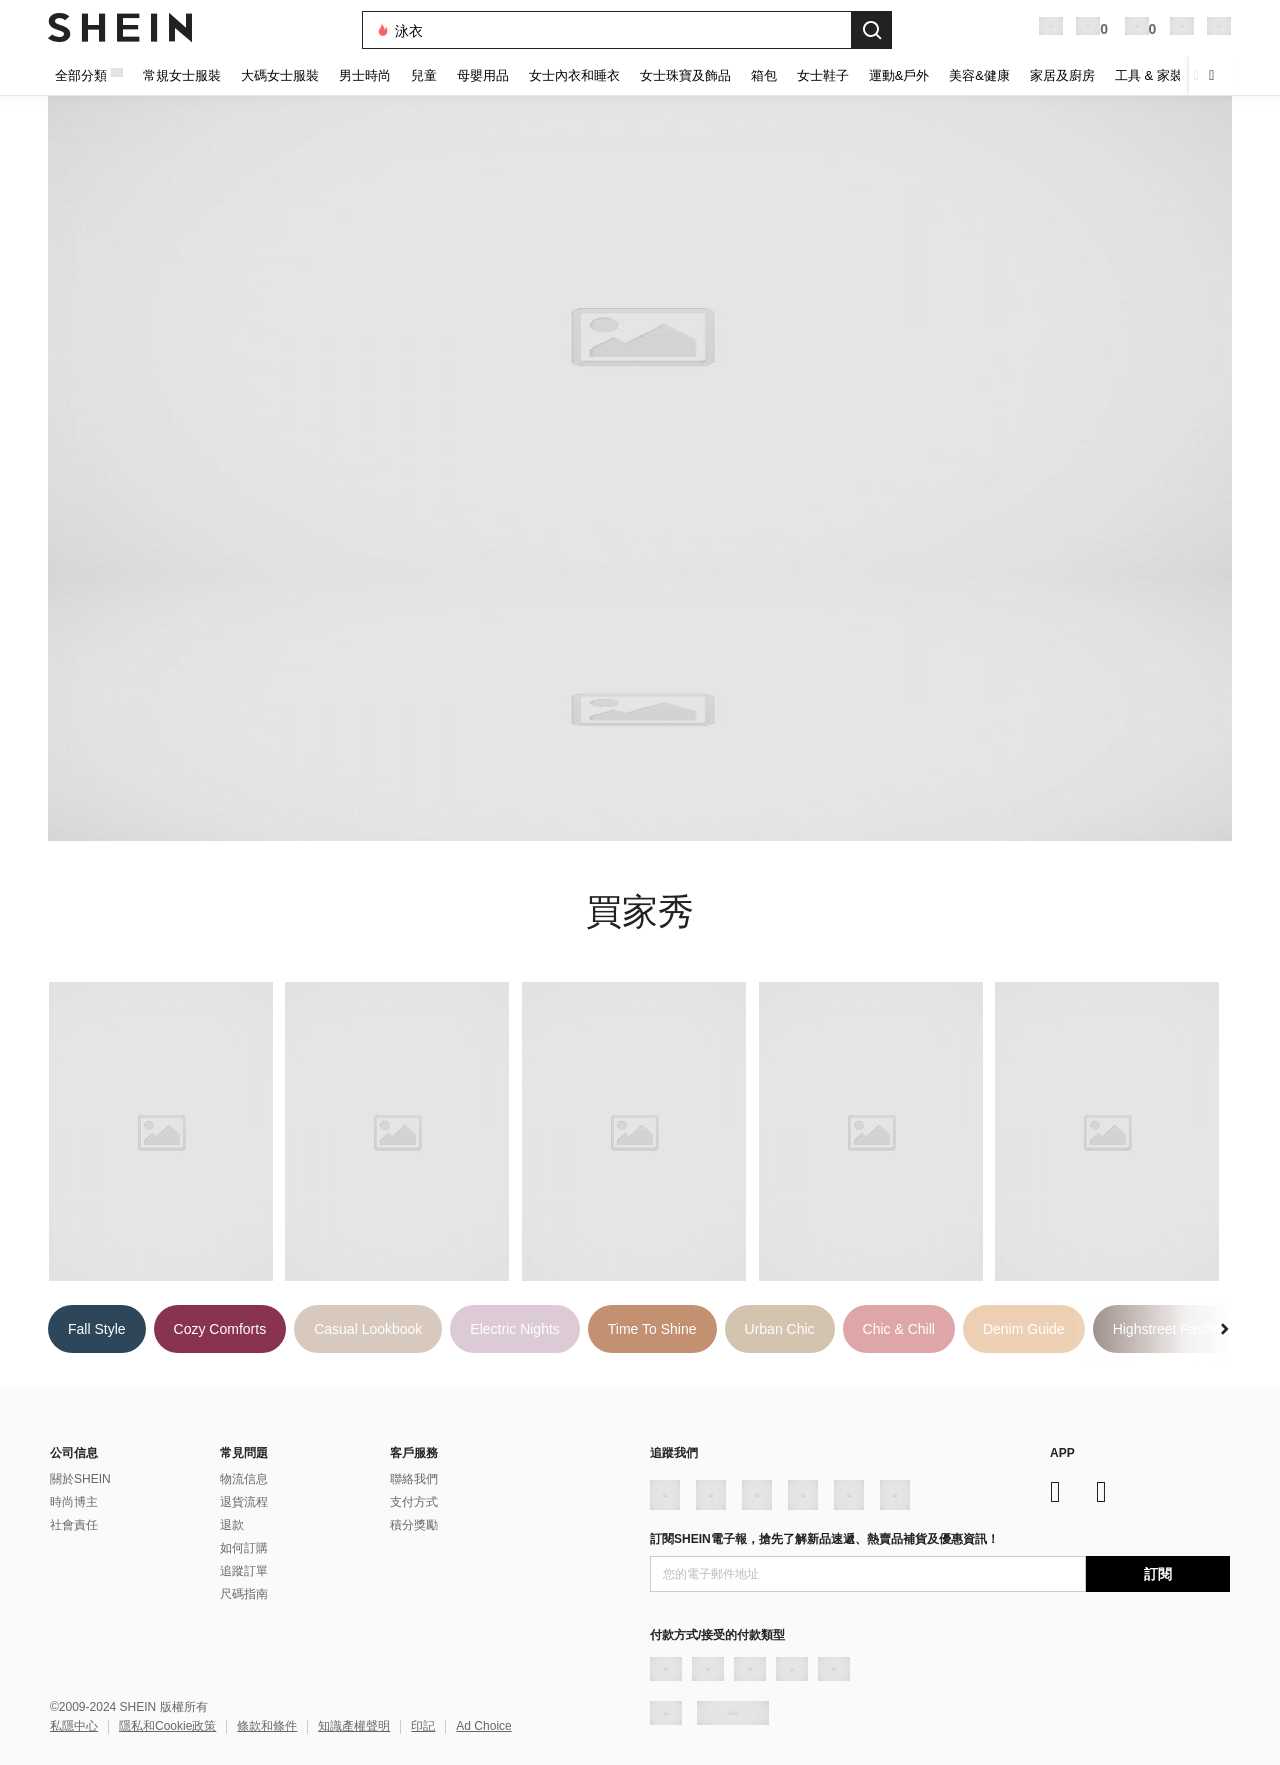 SHEIN
泳衣
0
0
全部分類 常規女士服裝 大碼女士服裝 男士時尚 兒童 母嬰用品 女士內衣和睡衣 女士珠寶及飾品 箱包 女士鞋子 運動&戶外 美容&健康 家居及廚房 工具 & 家裝
買家秀
Fall Style Cozy Comforts Casual Lookbook Electric Nights Time To Shine Urban Chic Chic & Chill Denim Guide Highstreet
公司信息
關於SHEIN
時尚博主
社會責任
常見問題
物流信息
退貨流程
退款
如何訂購
追蹤訂單
尺碼指南
客戶服務
聯絡我們
支付方式
積分獎勵
追蹤我們
APP
訂閱SHEIN電子報，搶先了解新品速遞、熱賣品補貨及優惠資訊！
您的電子郵件地址
訂閱
付款方式/接受的付款類型
©2009-2024 SHEIN 版權所有
私隱中心 隱私和Cookie政策 條款和條件 知識產權聲明 印記 Ad Choice